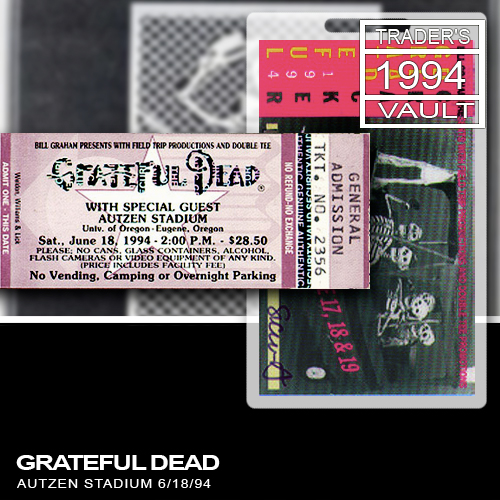 TRADER'S
1994
VAULT
BILL GRAHAM PRESENTS WITH FIELD TRIP PRODUCTIONS AND DOUBLE TEE
GRATEFUL DEAD
WITH SPECIAL GUEST
AUTZEN STADIUM
Univ. of Oregon - Eugene, Oregon
Sat., June 18, 1994 - 2:00 P.M. - $28.50
PLEASE; NO CANS, GLASS CONTAINERS, ALCOHOL,
FLASH CAMERAS OR VIDEO EQUIPMENT OF ANY KIND.
(PRICE INCLUDES FACILITY FEE)
No Vending, Camping or Overnight Parking
ADMIT ONE - THIS DATE
Weldon, Williams & Lick
NO REFUND-NO EXCHANGE
TKT. NO. 2356
GENERAL
ADMISSION
17, 18, & 19
GRATEFUL DEAD
AUTZEN STADIUM 6/18/94